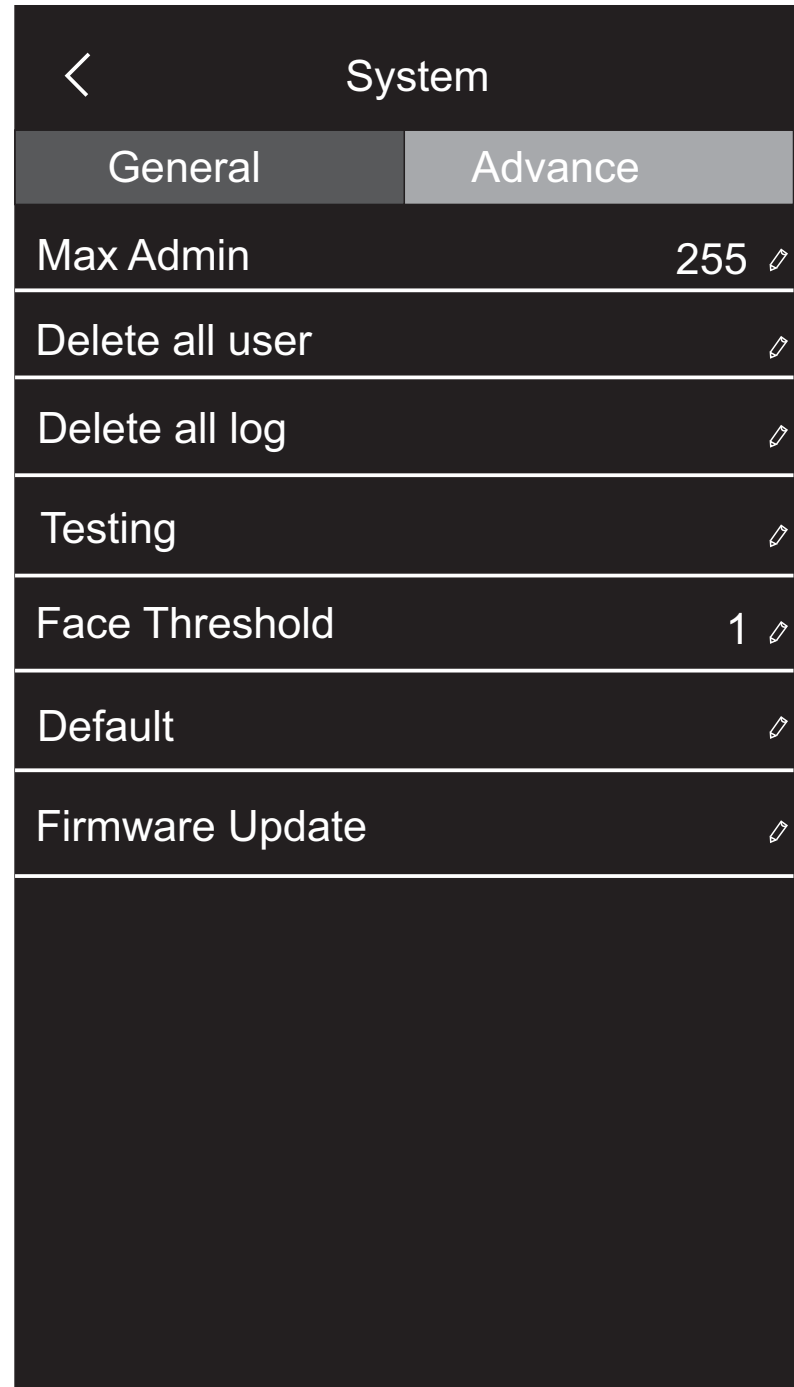 System
General Advance
Max Admin 255
Delete all user
Delete all log
Testing
Face Threshold 1
Default
Firmware Update